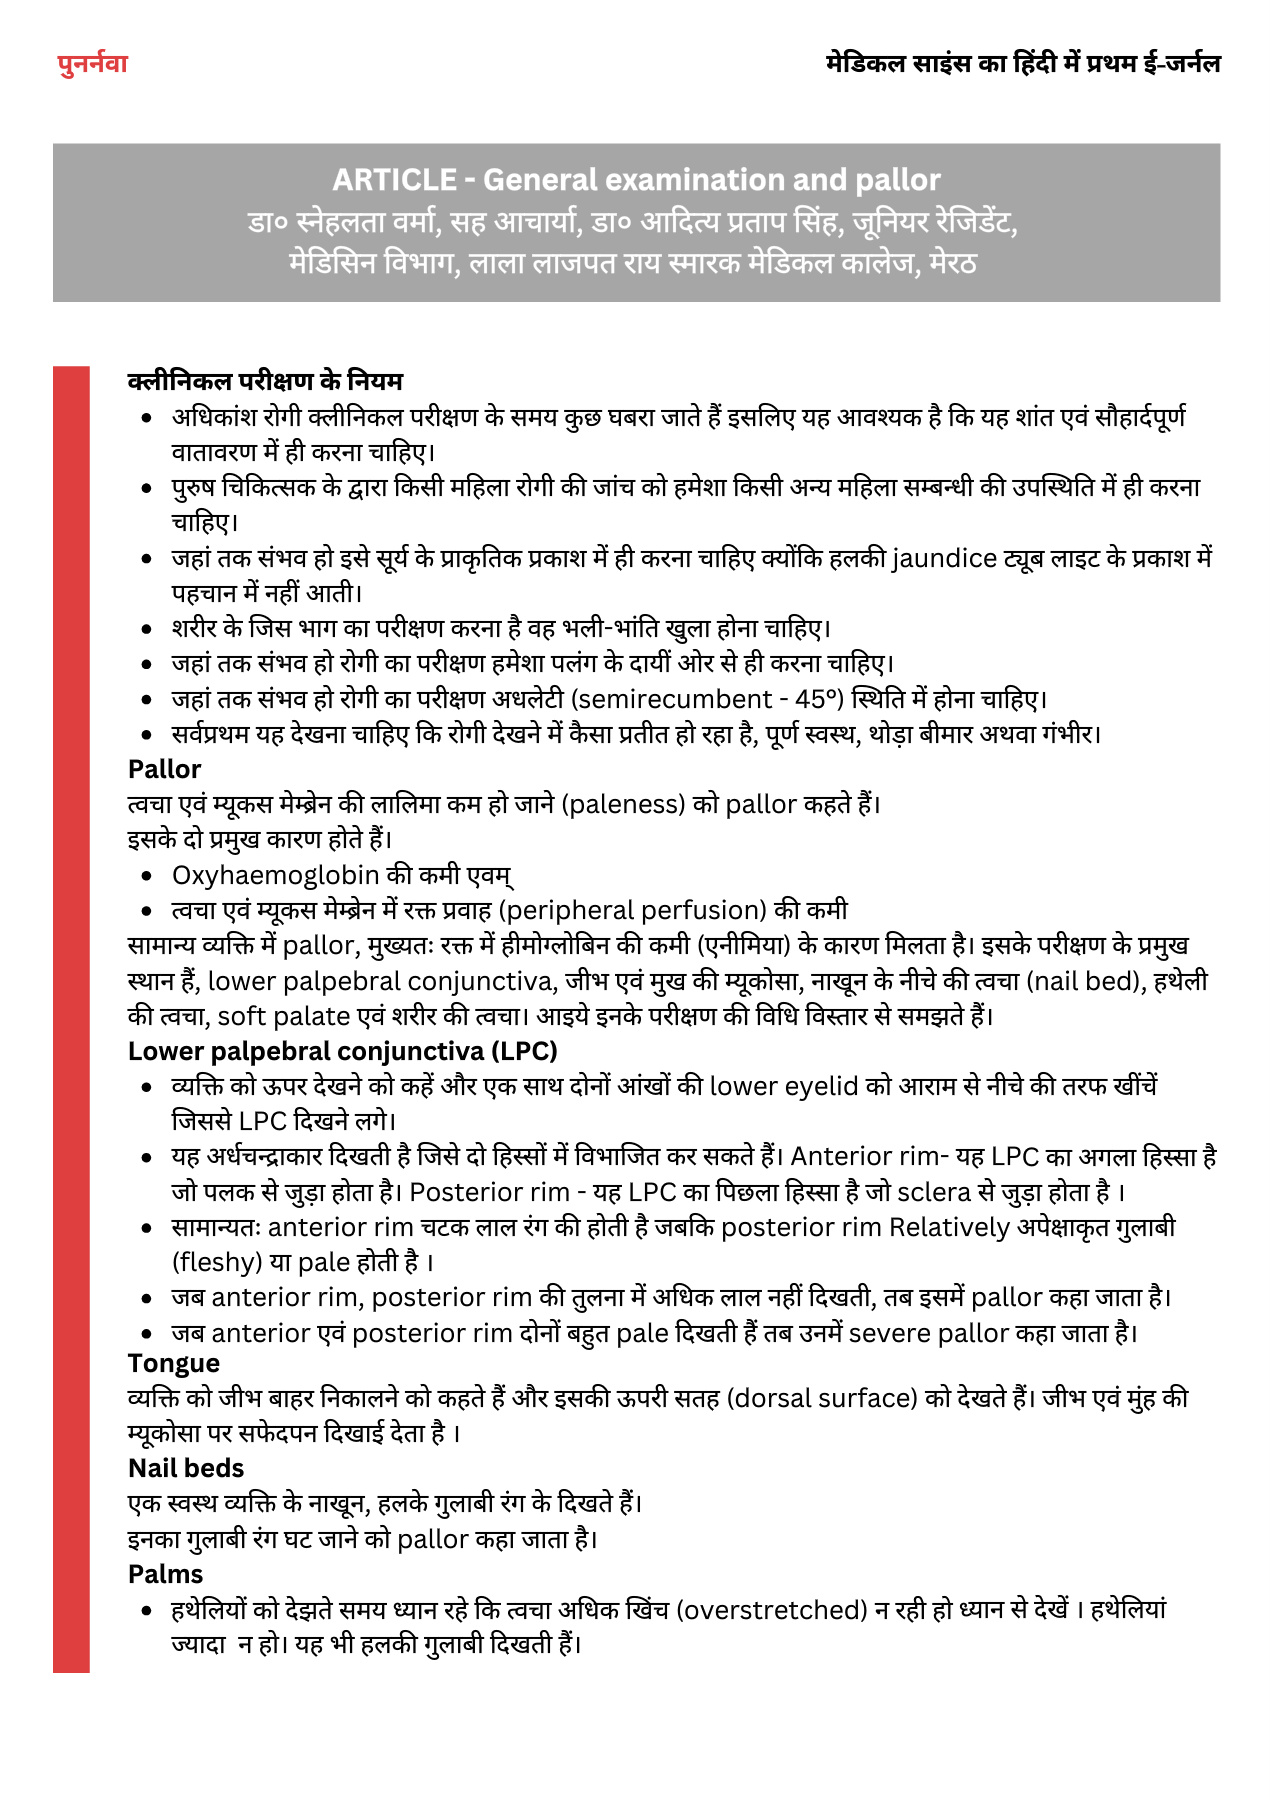 पुनर्नवा
मेडिकल साइंस का हिंदी में प्रथम ई-जर्नल
ARTICLE - General examination and pallor
डा० स्नेहलता वर्मा, सह आचार्या, डा० आदित्य प्रताप सिंह, जूनियर रेजिडेंट,
मेडिसिन विभाग, लाला लाजपत राय स्मारक मेडिकल कालेज, मेरठ
क्लीनिकल परीक्षण के नियम
• अधिकांश रोगी क्लीनिकल परीक्षण के समय कुछ घबरा जाते हैं इसलिए यह आवश्यक है कि यह शांत एवं सौहार्दपूर्ण
वातावरण में ही करना चाहिए।
• पुरुष चिकित्सक के द्वारा किसी महिला रोगी की जांच को हमेशा किसी अन्य महिला सम्बन्धी की उपस्थिति में ही करना
चाहिए।
• जहां तक संभव हो इसे सूर्य के प्राकृतिक प्रकाश में ही करना चाहिए क्योंकि हलकी jaundice ट्यूब लाइट के प्रकाश में
पहचान में नहीं आती।
• शरीर के जिस भाग का परीक्षण करना है वह भली-भांति खुला होना चाहिए।
• जहां तक संभव हो रोगी का परीक्षण हमेशा पलंग के दायीं ओर से ही करना चाहिए।
• जहां तक संभव हो रोगी का परीक्षण अधलेटी (semirecumbent - 45º) स्थिति में होना चाहिए।
• सर्वप्रथम यह देखना चाहिए कि रोगी देखने में कैसा प्रतीत हो रहा है, पूर्ण स्वस्थ, थोड़ा बीमार अथवा गंभीर।
Pallor
त्वचा एवं म्यूकस मेम्ब्रेन की लालिमा कम हो जाने (paleness) को pallor कहते हैं।
इसके दो प्रमुख कारण होते हैं।
• Oxyhaemoglobin की कमी एवम्
• त्वचा एवं म्यूकस मेम्ब्रेन में रक्त प्रवाह (peripheral perfusion) की कमी
सामान्य व्यक्ति में pallor, मुख्यतः रक्त में हीमोग्लोबिन की कमी (एनीमिया) के कारण मिलता है। इसके परीक्षण के प्रमुख
स्थान हैं, lower palpebral conjunctiva, जीभ एवं मुख की म्यूकोसा, नाखून के नीचे की त्वचा (nail bed), हथेली
की त्वचा, soft palate एवं शरीर की त्वचा। आइये इनके परीक्षण की विधि विस्तार से समझते हैं।
Lower palpebral conjunctiva (LPC)
• व्यक्ति को ऊपर देखने को कहें और एक साथ दोनों आंखों की lower eyelid को आराम से नीचे की तरफ खींचें
जिससे LPC दिखने लगे।
• यह अर्धचन्द्राकार दिखती है जिसे दो हिस्सों में विभाजित कर सकते हैं। Anterior rim- यह LPC का अगला हिस्सा है
जो पलक से जुड़ा होता है। Posterior rim - यह LPC का पिछला हिस्सा है जो sclera से जुड़ा होता है ।
• सामान्यतः anterior rim चटक लाल रंग की होती है जबकि posterior rim Relatively अपेक्षाकृत गुलाबी
(fleshy) या pale होती है ।
• जब anterior rim, posterior rim की तुलना में अधिक लाल नहीं दिखती, तब इसमें pallor कहा जाता है।
• जब anterior एवं posterior rim दोनों बहुत pale दिखती हैं तब उनमें severe pallor कहा जाता है।
Tongue
व्यक्ति को जीभ बाहर निकालने को कहते हैं और इसकी ऊपरी सतह (dorsal surface) को देखते हैं। जीभ एवं मुंह की
म्यूकोसा पर सफेदपन दिखाई देता है ।
Nail beds
एक स्वस्थ व्यक्ति के नाखून, हलके गुलाबी रंग के दिखते हैं।
इनका गुलाबी रंग घट जाने को pallor कहा जाता है।
Palms
• हथेलियों को देझते समय ध्यान रहे कि त्वचा अधिक खिंच (overstretched) न रही हो ध्यान से देखें । हथेलियां
ज्यादा न हो। यह भी हलकी गुलाबी दिखती हैं।